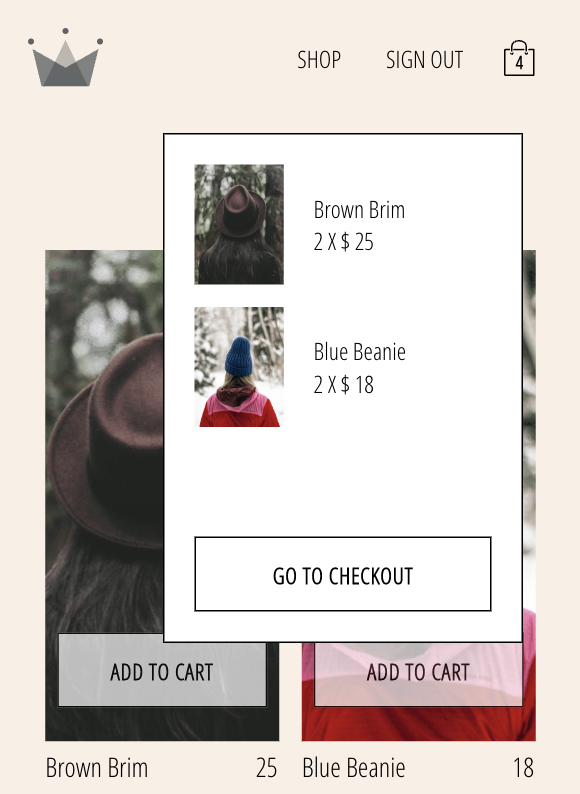 SHOP
SIGN OUT
4
Brown Brim
2 X $ 25
Blue Beanie
2 X $ 18
GO TO CHECKOUT
ADD TO CART
ADD TO CART
Brown Brim 25
Blue Beanie 18